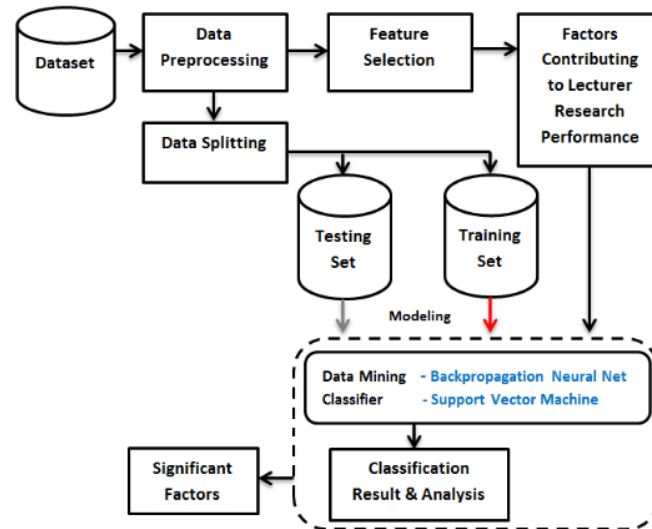 Dataset
Data
Preprocessing
Feature
Selection
Factors
Contributing
to Lecturer
Research
Performance
Data Splitting
Testing
Set
Training
Set
Modeling
Data Mining - Backpropagation Neural Net
Classifier - Support Vector Machine
Significant
Factors
Classification
Result & Analysis